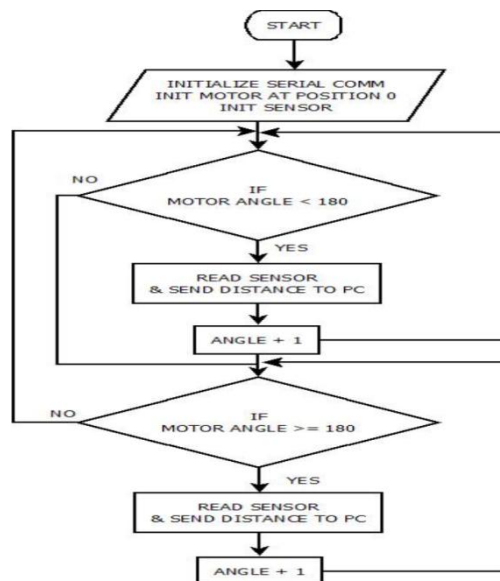 START
INITIALIZE SERIAL COMM
INIT MOTOR AT POSITION 0
INIT SENSOR
NO
IF
MOTOR ANGLE < 180
YES
READ SENSOR
& SEND DISTANCE TO PC
ANGLE + 1
NO
IF
MOTOR ANGLE >= 180
YES
READ SENSOR
& SEND DISTANCE TO PC
ANGLE + 1